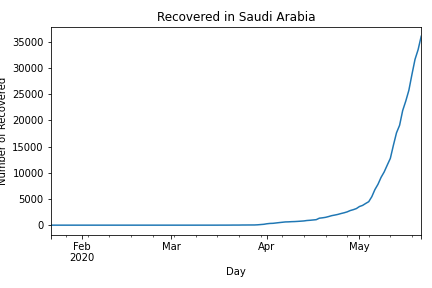 Recovered in Saudi Arabia
Number of Recovered
35000
30000
25000
20000
15000
10000
5000
0
Feb
2020
Mar
Apr
May
Day